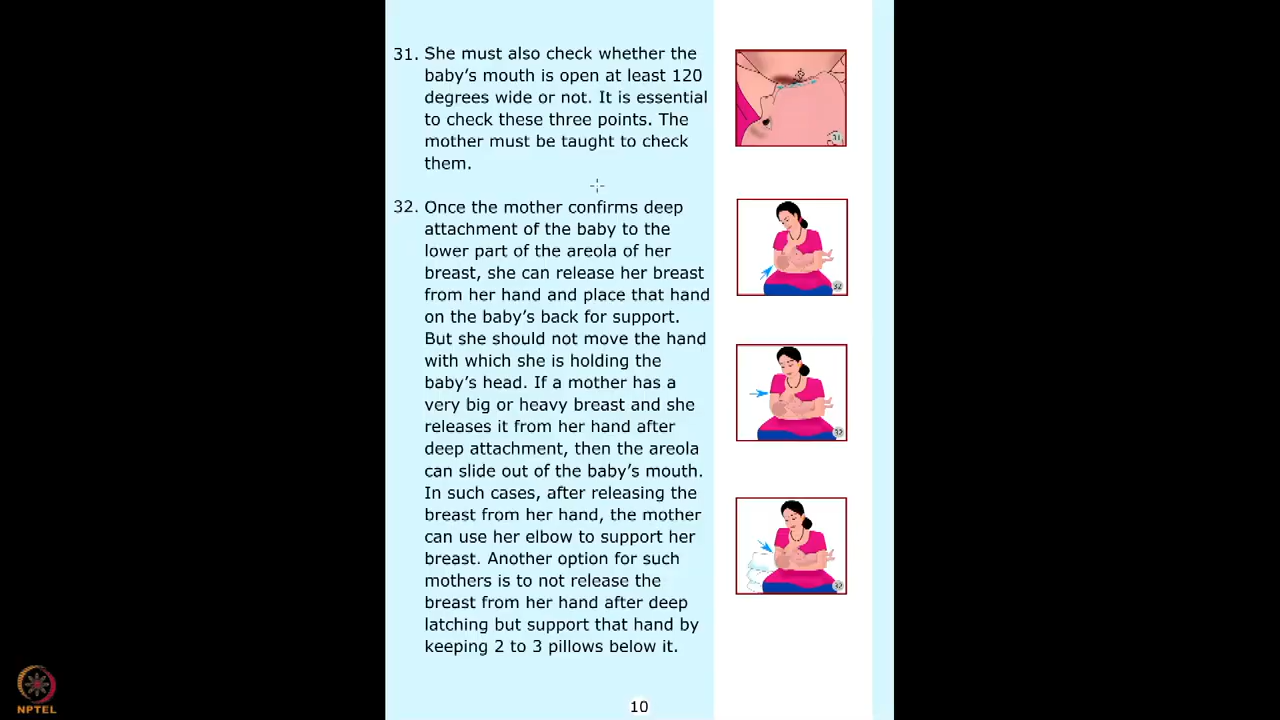 31. She must also check whether the
baby's mouth is open at least 120
degrees wide or not. It is essential
to check these three points. The
mother must be taught to check
them.
31
32. Once the mother confirms deep
attachment of the baby to the
lower part of the areola of her
breast, she can release her breast
from her hand and place that hand
on the baby's back for support.
But she should not move the hand
with which she is holding the
baby's head. If a mother has a
very big or heavy breast and she
releases it from her hand after
deep attachment, then the areola
can slide out of the baby's mouth.
In such cases, after releasing the
breast from her hand, the mother
can use her elbow to support her
breast. Another option for such
mothers is to not release the
breast from her hand after deep
latching but support that hand by
keeping 2 to 3 pillows below it.
32
32
32
10
NPTEL